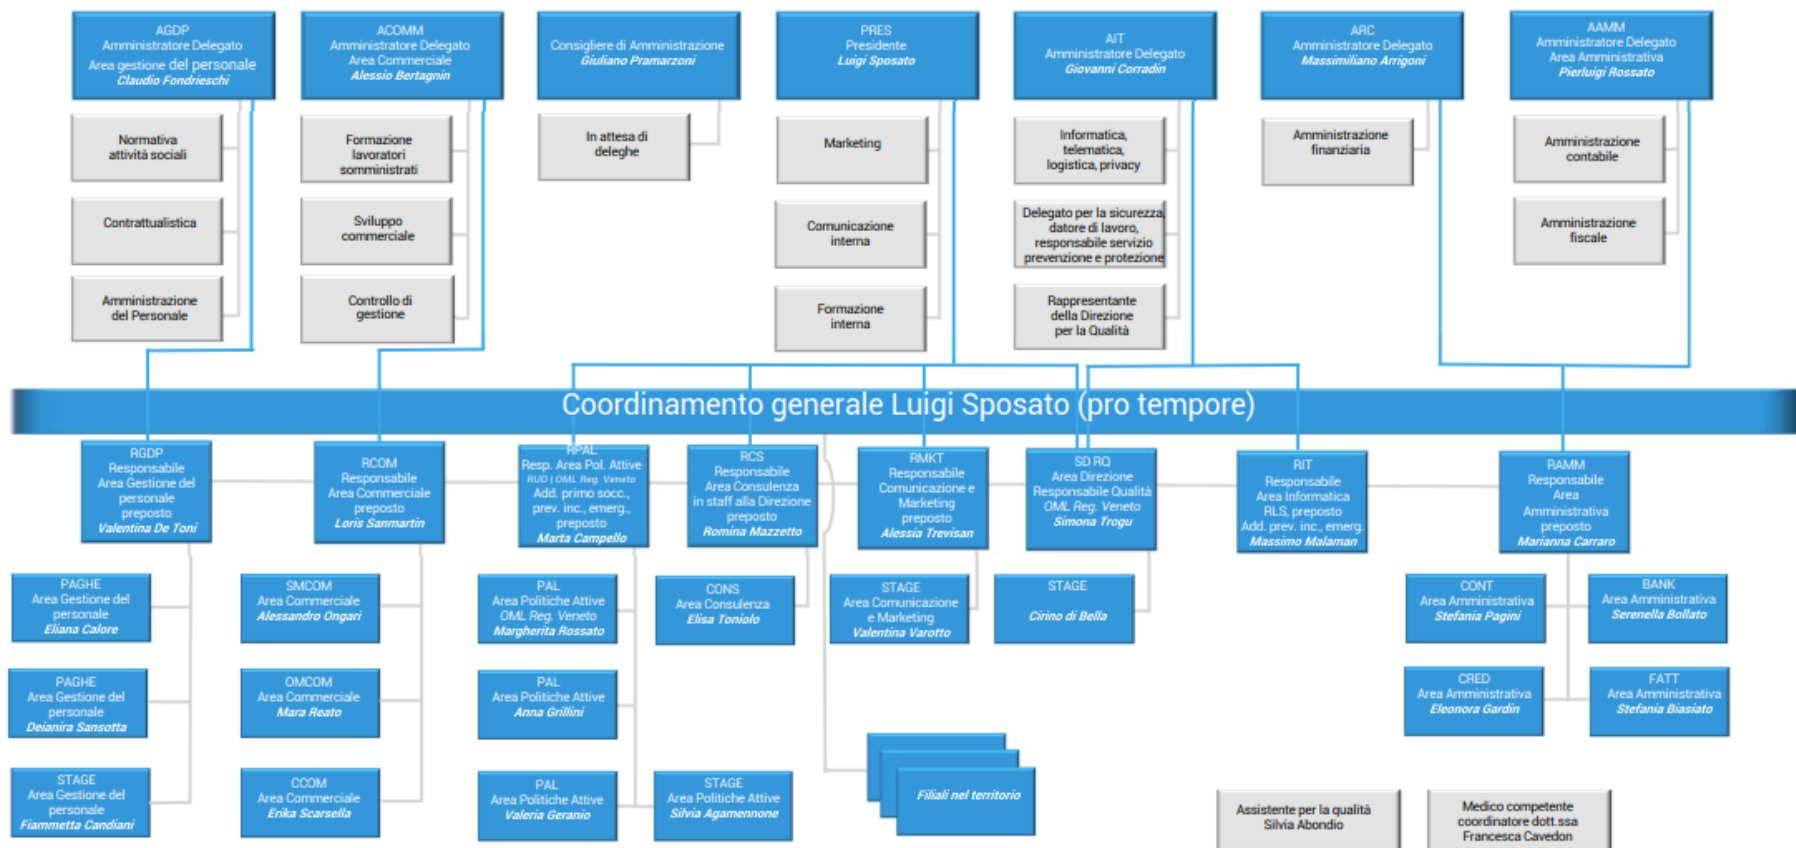 AGDP
Amministratore Delegato
Area gestione del personale
Claudio Fondrieschi
ACOMM
Amministratore Delegato
Area Commerciale
Alessio Bertagnin
Consigliere di Amministrazione
Giuliano Pramarzoni
PRES
Presidente
Luigi Sposato
AIT
Amministratore Delegato
Giovanni Corradin
ARC
Amministratore Delegato
Massimiliano Arrigoni
AAMM
Amministratore Delegato
Area Amministrativa
Pierluigi Rossato
Normativa
attività sociali
Contrattualistica
Amministrazione
del Personale
Formazione
lavoratori
somministrati
Sviluppo
commerciale
Controllo di
gestione
In attesa di
deleghe
Marketing
Comunicazione
interna
Formazione
interna
Informatica,
telematica,
logistica, privacy
Delegato per la sicurezza,
datore di lavoro,
responsabile servizio
prevenzione e protezione
Rappresentante
della Direzione
per la Qualità
Amministrazione
finanziaria
Amministrazione
contabile
Amministrazione
fiscale
Coordinamento generale Luigi Sposato (pro tempore)
RGDP
Responsabile
Area Gestione del
personale
preposto
Valentina De Toni
RCOM
Responsabile
Area Commerciale
preposto
Loris Sanmartin
RPAL
Resp. Area Pol. Attive
RUO | OML Reg. Veneto
Add. primo socc.,
prev. inc., emerg.,
preposto
Marta Campello
RCS
Responsabile
Area Consulenza
in staff alla Direzione
preposto
Romina Mazzetto
RMKT
Responsabile
Comunicazione e
Marketing
preposto
Alessia Trevisan
SD RQ
Area Direzione
Responsabile Qualità
OML Reg. Veneto
Simona Trogu
RIT
Responsabile
Area Informatica
RLS, preposto
Add. prev. inc., emerg.
Massimo Malaman
RAMM
Responsabile
Area
Amministrativa
preposto
Marianna Carraro
PAGHE
Area Gestione del
personale
Eliana Calore
PAGHE
Area Gestione del
personale
Deianira Sansotta
STAGE
Area Gestione del
personale
Fiammetta Candiani
SMCOM
Area Commerciale
Alessandro Ongari
OMCOM
Area Commerciale
Mara Reato
CCOM
Area Commerciale
Erika Scarsella
PAL
Area Politiche Attive
OML Reg. Veneto
Margherita Rossato
PAL
Area Politiche Attive
Anna Grillini
PAL
Area Politiche Attive
Valeria Geranio
STAGE
Area Politiche Attive
Silvia Agamennone
CONS
Area Consulenza
Elisa Toniolo
STAGE
Area Comunicazione
e Marketing
Valentina Varotto
STAGE
Cirino di Bella
Filiali nel territorio
CONT
Area Amministrativa
Stefania Pagini
BANK
Area Amministrativa
Serenella Bollato
CRED
Area Amministrativa
Eleonora Gardin
FATT
Area Amministrativa
Stefania Biasiato
Assistente per la qualità
Silvia Abondio
Medico competente
coordinatore dott.ssa
Francesca Cavedon